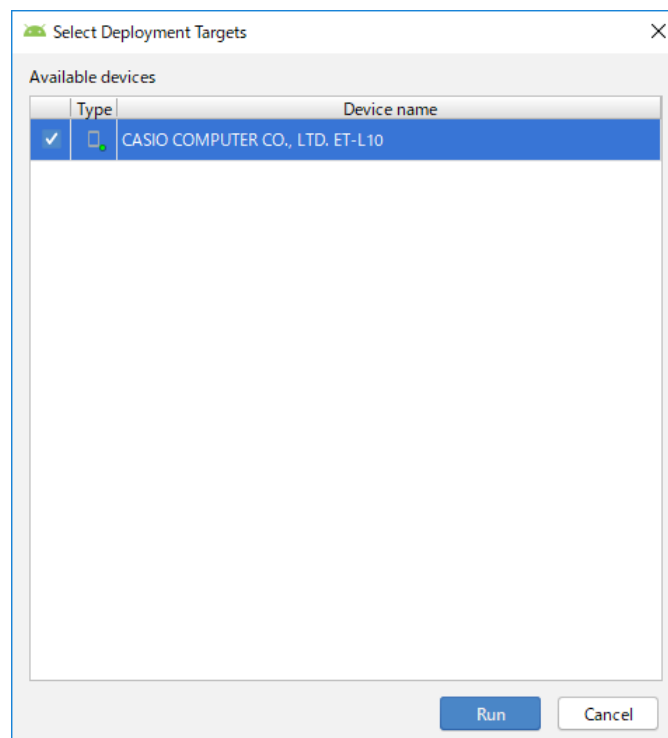 Select Deployment Targets
Available devices
Type Device name
CASIO COMPUTER CO., LTD. ET-L10
Run Cancel